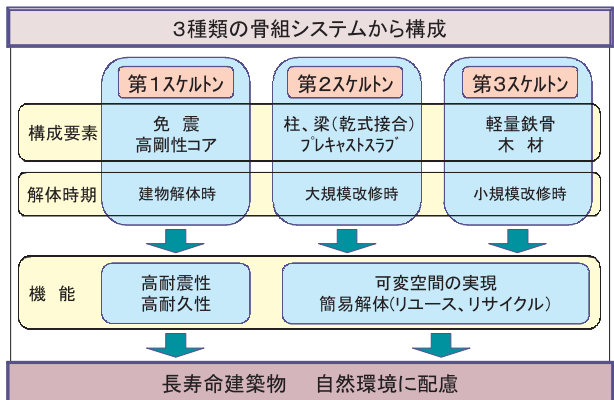 3種類の骨組システムから構成
第1スケルトン 第2スケルトン 第3スケルトン
構成要素
免 震
高剛性コア
柱、梁(乾式接合)
プレキャストスラブ
軽量鉄骨
木 材
解体時期 建物解体時 大規模改修時 小規模改修時
機 能
高耐震性
高耐久性
可変空間の実現
簡易解体(リユース、リサイクル)
長寿命建築物 自然環境に配慮